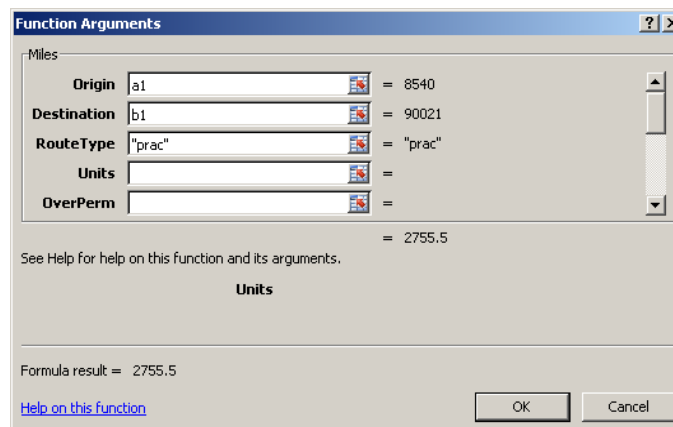 Function Arguments
Miles
Origin a1 = 8540
Destination b1 = 90021
RouteType "prac" = "prac"
Units =
OverPerm =
= 2755.5
See Help for help on this function and its arguments.
Units
Formula result = 2755.5
Help on this function OK Cancel